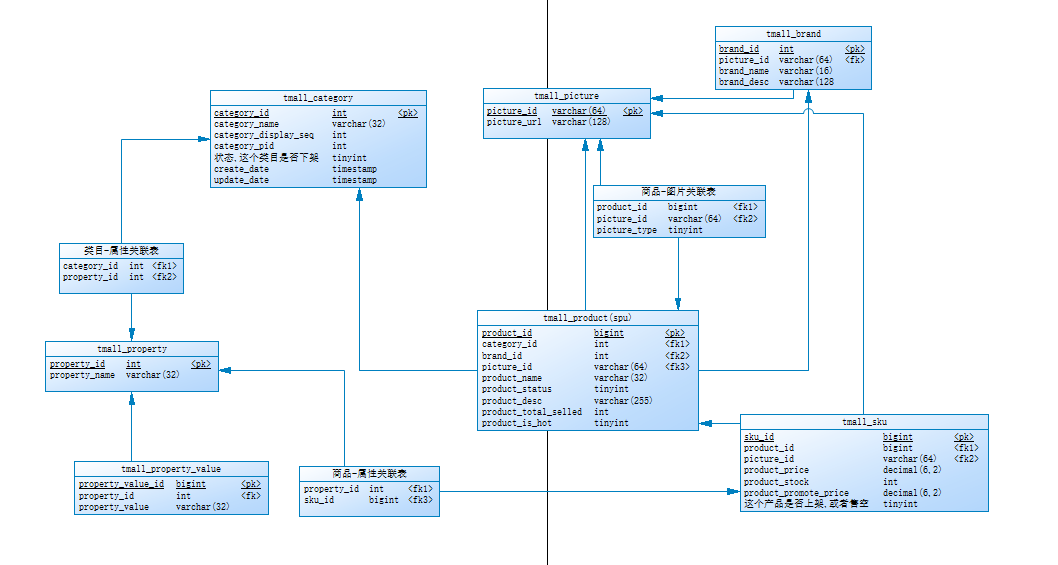 tmall_brand
brand_id int <pk>
picture_id varchar(64) <fk>
brand_name varchar(16)
brand_desc varchar(128
tmall_category
category_id int <pk>
category_name varchar(32)
category_display_seq int
category_pid int
状态,这个类目是否下架 tinyint
create_date timestamp
update_date timestamp
tmall_picture
picture_id varchar(64) <pk>
picture_url varchar(128)
商品-图片关联表
product_id bigint <fk1>
picture_id varchar(64) <fk2>
picture_type tinyint
类目-属性关联表
category_id int <fk1>
property_id int <fk2>
tmall_product(spu)
product_id bigint <pk>
category_id int <fk1>
brand_id int <fk2>
picture_id varchar(64) <fk3>
product_name varchar(32)
product_status tinyint
product_desc varchar(255)
product_total_selled int
product_is_hot tinyint
tmall_property
property_id int <pk>
property_name varchar(32)
tmall_sku
sku_id bigint <pk>
product_id bigint <fk1>
picture_id varchar(64) <fk2>
product_price decimal(6,2)
product_stock int
product_promote_price decimal(6,2)
这个产品是否上架,或者售空 tinyint
tmall_property_value
property_value_id bigint <pk>
property_id int <fk>
property_value varchar(32)
商品-属性关联表
property_id int <fk1>
sku_id bigint <fk3>